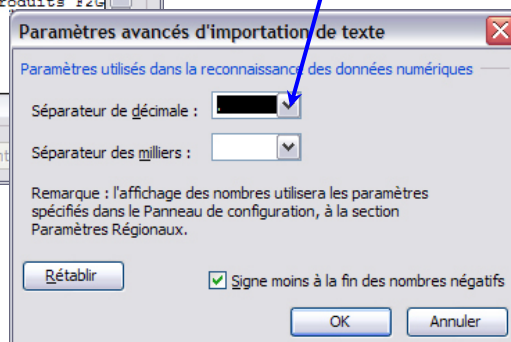 roduits F2G
Paramètres avancés d'importation de texte
Paramètres utilisés dans la reconnaissance des données numériques
Séparateur de décimale :
.
Séparateur des milliers :
Remarque : l'affichage des nombres utilisera les paramètres
spécifiés dans le Panneau de configuration, à la section
Paramètres Régionaux.
Rétablir
Signe moins à la fin des nombres négatifs
OK
Annuler